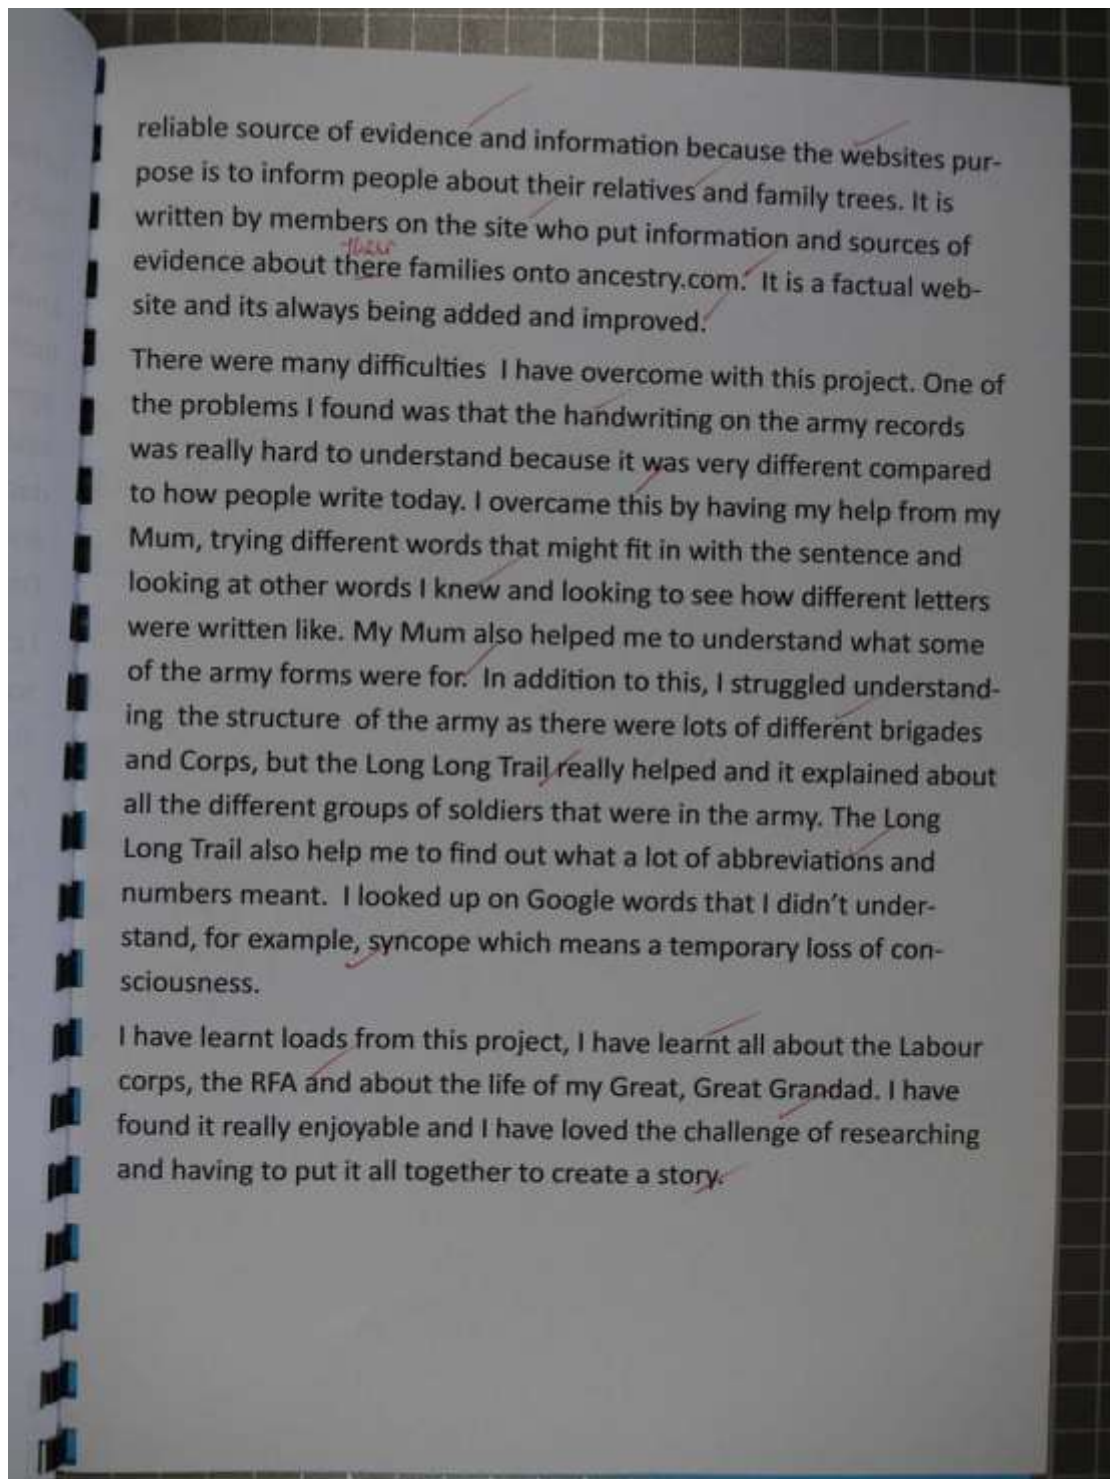 reliable source of evidence and information because the websites pur-
pose is to inform people about their relatives and family trees. It is
written by members on the site who put information and sources of
their
evidence about there families onto ancestry.com. It is a factual web-
site and its always being added and improved.
There were many difficulties I have overcome with this project. One of
the problems I found was that the handwriting on the army records
was really hard to understand because it was very different compared
to how people write today. I overcame this by having my help from my
Mum, trying different words that might fit in with the sentence and
looking at other words I knew and looking to see how different letters
were written like. My Mum also helped me to understand what some
of the army forms were for. In addition to this, I struggled understand-
ing the structure of the army as there were lots of different brigades
and Corps, but the Long Long Trail really helped and it explained about
all the different groups of soldiers that were in the army. The Long
Long Trail also help me to find out what a lot of abbreviations and
numbers meant. I looked up on Google words that I didn't under-
stand, for example, syncope which means a temporary loss of con-
sciousness.
I have learnt loads from this project, I have learnt all about the Labour
corps, the RFA and about the life of my Great, Great Grandad. I have
found it really enjoyable and I have loved the challenge of researching
and having to put it all together to create a story.